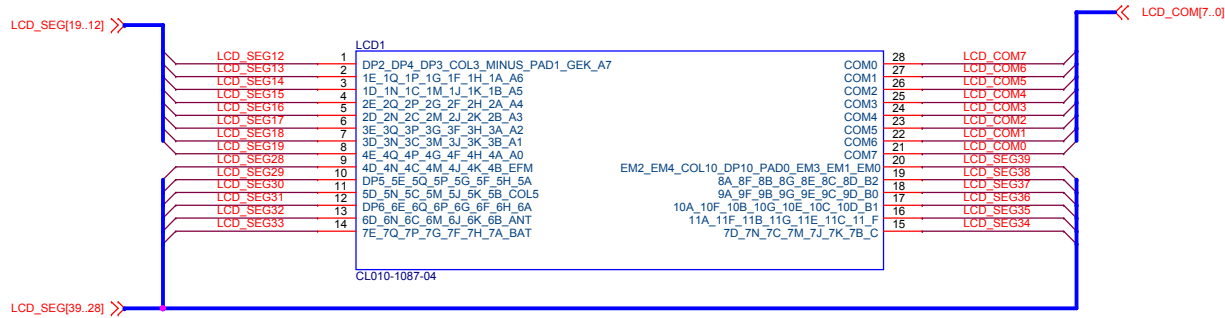 LCD_SEG[19..12]
LCD_COM[7..0]
LCD1
LCD_SEG12 1 DP2_DP4_DP3_COL3_MINUS_PAD1_GEK_A7 COM0 28 LCD_COM7
LCD_SEG13 2 1E_1Q_1P_1G_1F_1H_1A_A6 COM1 27 LCD_COM6
LCD_SEG14 3 1D_1N_1C_1M_1J_1K_1B_A5 COM2 26 LCD_COM5
LCD_SEG15 4 2E_2Q_2P_2G_2F_2H_2A_A4 COM3 25 LCD_COM4
LCD_SEG16 5 2D_2N_2C_2M_2J_2K_2B_A3 COM4 24 LCD_COM3
LCD_SEG17 6 3E_3Q_3P_3G_3F_3H_3A_A2 COM5 23 LCD_COM2
LCD_SEG18 7 3D_3N_3C_3M_3J_3K_3B_A1 COM6 22 LCD_COM1
LCD_SEG19 8 4E_4Q_4P_4G_4F_4H_4A_A0 COM7 21 LCD_COM0
LCD_SEG28 9 4D_4N_4C_4M_4J_4K_4B_EFM EM2_EM4_COL10_DP10_PAD0_EM3_EM1_EM0 20 LCD_SEG39
LCD_SEG29 10 DP5_5E_5Q_5P_5G_5F_5H_5A 8A_8F_8B_8G_8E_8C_8D_B2 19 LCD_SEG38
LCD_SEG30 11 5D_5N_5C_5M_5J_5K_5B_COL5 9A_9F_9B_9G_9E_9C_9D_B0 18 LCD_SEG37
LCD_SEG31 12 DP6_6E_6Q_6P_6G_6F_6H_6A 10A_10F_10B_10G_10E_10C_10D_B1 17 LCD_SEG36
LCD_SEG32 13 6D_6N_6C_6M_6J_6K_6B_ANT 11A_11F_11B_11G_11E_11C_11_F 16 LCD_SEG35
LCD_SEG33 14 7E_7Q_7P_7G_7F_7H_7A_BAT 7D_7N_7C_7M_7J_7K_7B_C 15 LCD_SEG34
CL010-1087-04
LCD_SEG[39..28]